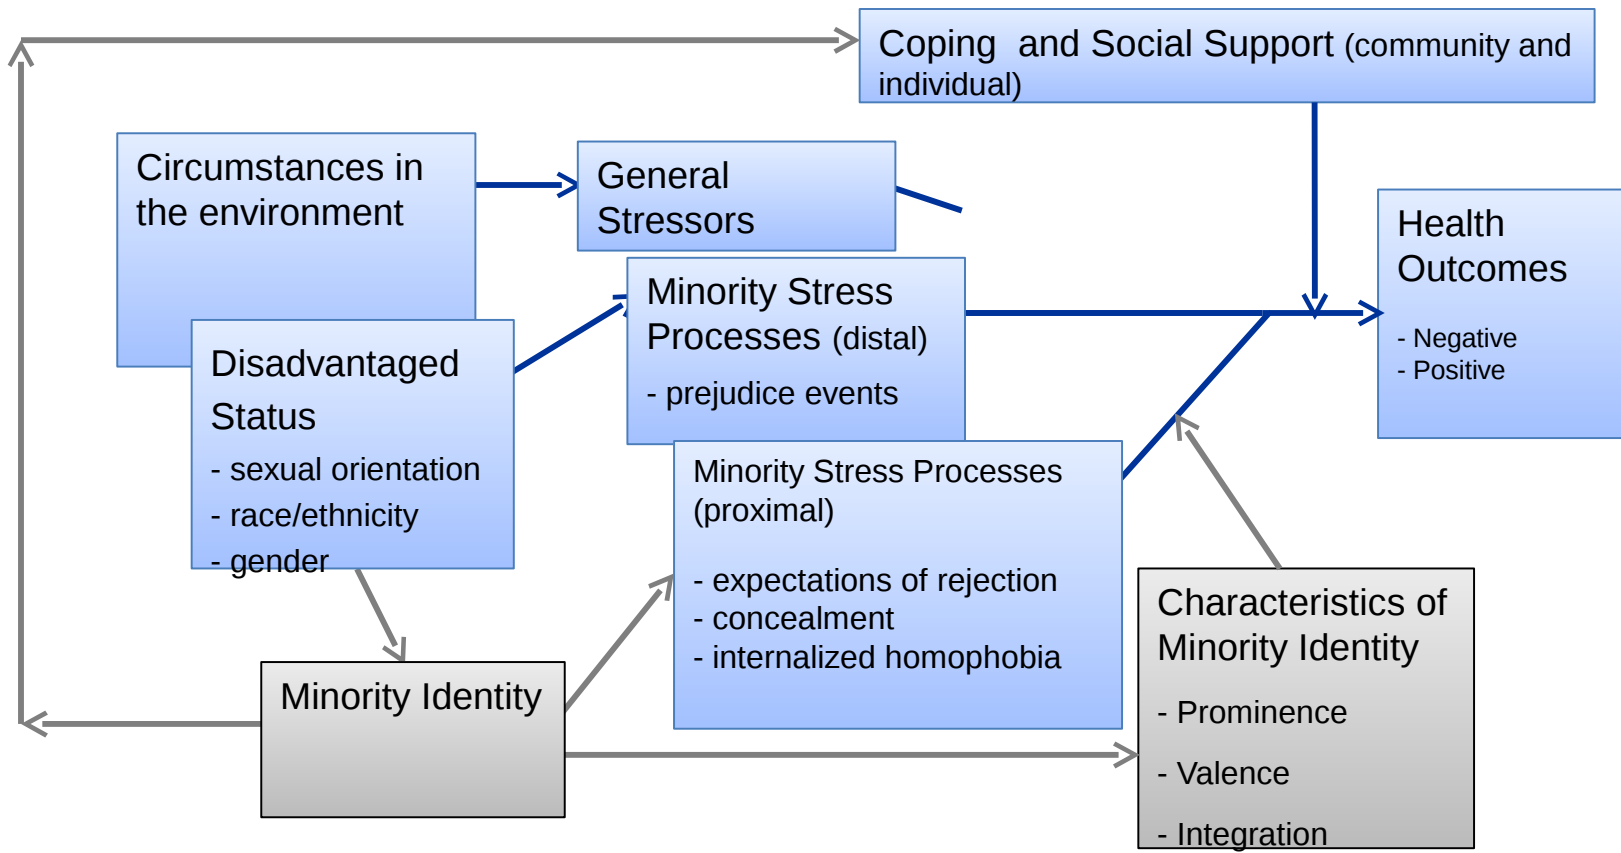 Coping and Social Support (community and
individual)
Circumstances in
the environment
General
Stressors
Health
Outcomes
- Negative
- Positive
Minority Stress
Processes (distal)
- prejudice events
Disadvantaged
Status
- sexual orientation
- race/ethnicity
- gender
Minority Stress Processes
(proximal)
- expectations of rejection
- concealment
- internalized homophobia
Characteristics of
Minority Identity
- Prominence
- Valence
- Integration
Minority Identity